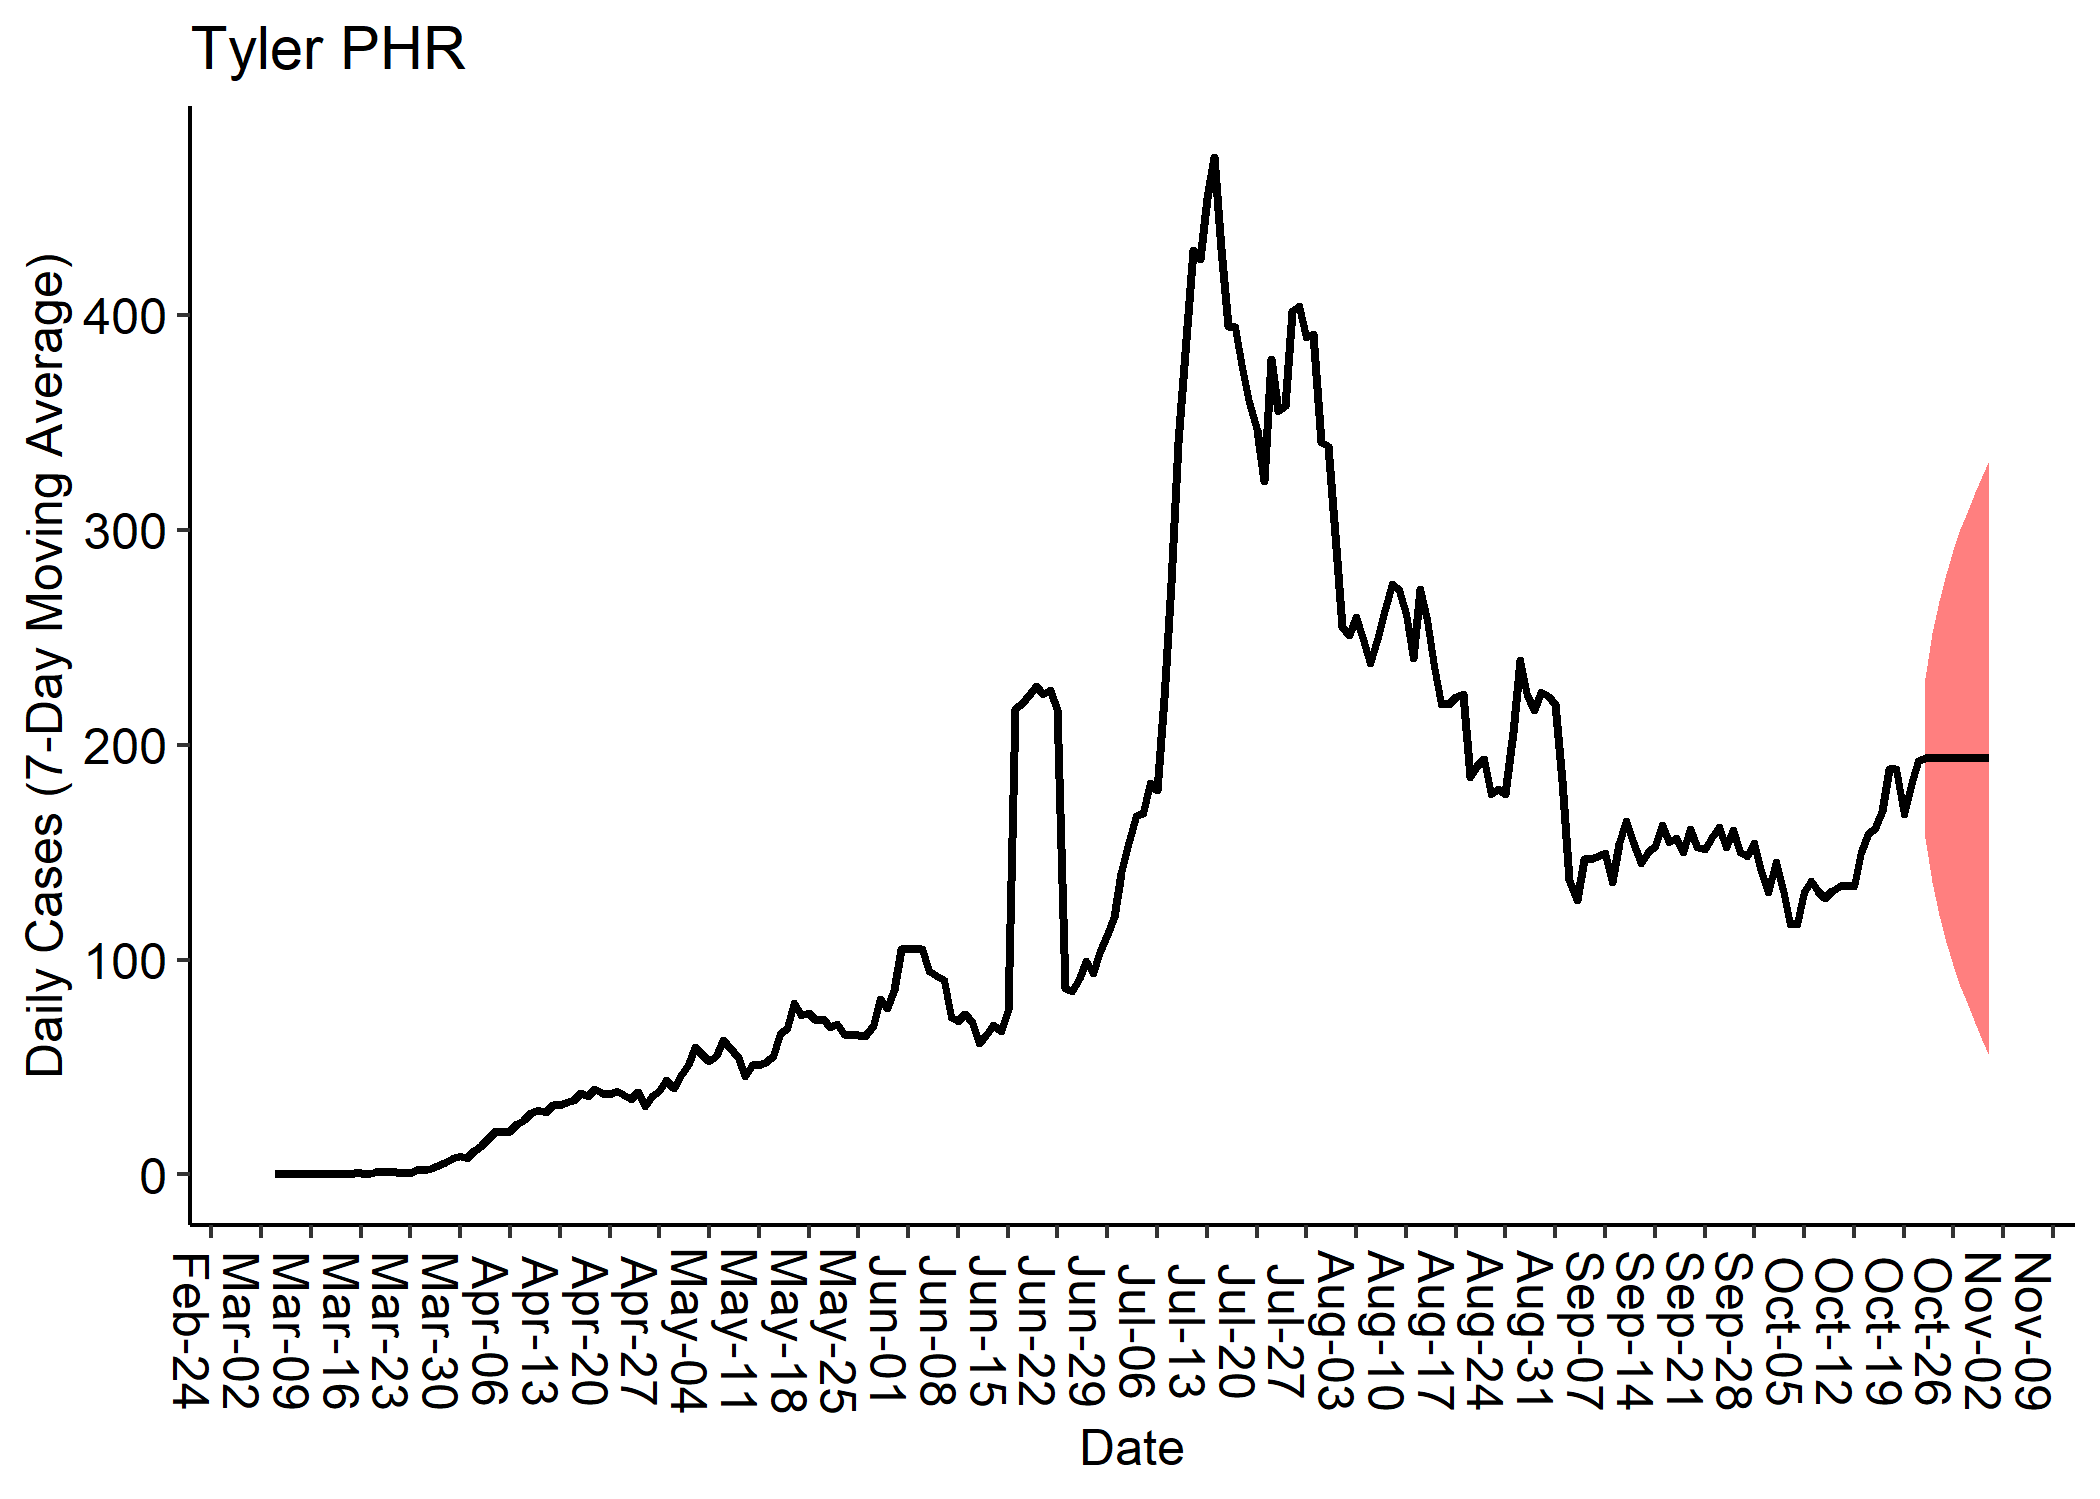 Tyler PHR
Daily Cases (7-Day Moving Average)
400
300
200
100
0
Feb-24
Mar-02
Mar-09
Mar-16
Mar-23
Mar-30
Apr-06
Apr-13
Apr-20
Apr-27
May-04
May-11
May-18
May-25
Jun-01
Jun-08
Jun-15
Jun-22
Jun-29
Jul-06
Jul-13
Jul-20
Jul-27
Aug-03
Aug-10
Aug-17
Aug-24
Aug-31
Sep-07
Sep-14
Sep-21
Sep-28
Oct-05
Oct-12
Oct-19
Oct-26
Nov-02
Nov-09
Date